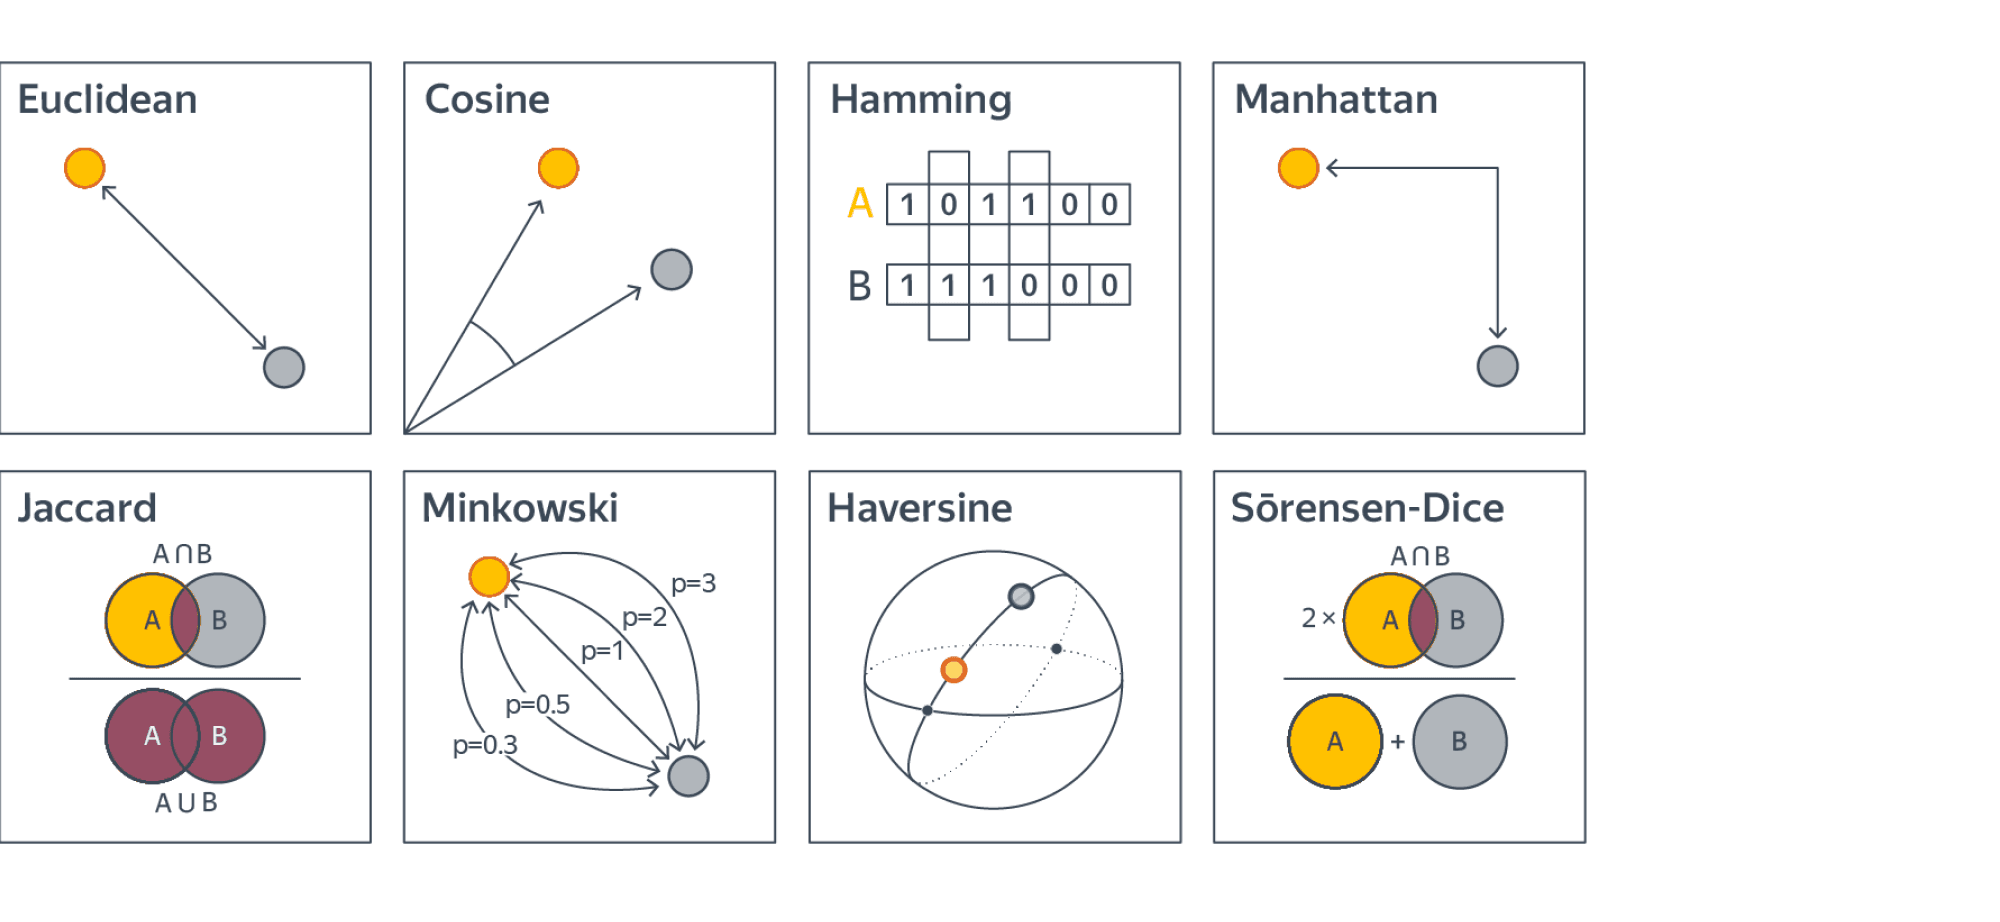 Euclidean
Cosine
Hamming
A 1 0 1 1 0 0
B 1 1 1 0 0 0
Manhattan
Jaccard
A∩B
A B
A B
A∪B
Minkowski
p=3
p=2
p=1
p=0.5
p=0.3
Haversine
Sōrensen-Dice
A∩B
2× A B
A + B